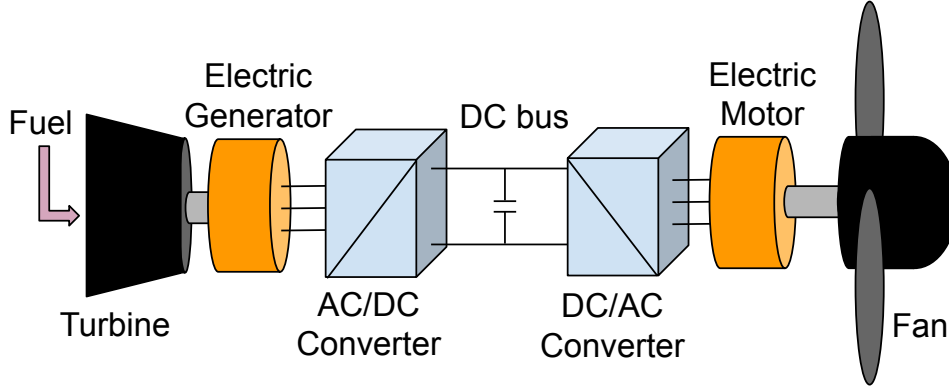 Fuel
Electric
Generator
DC bus
Electric
Motor
Turbine
AC/DC
Converter
DC/AC
Converter
Fan